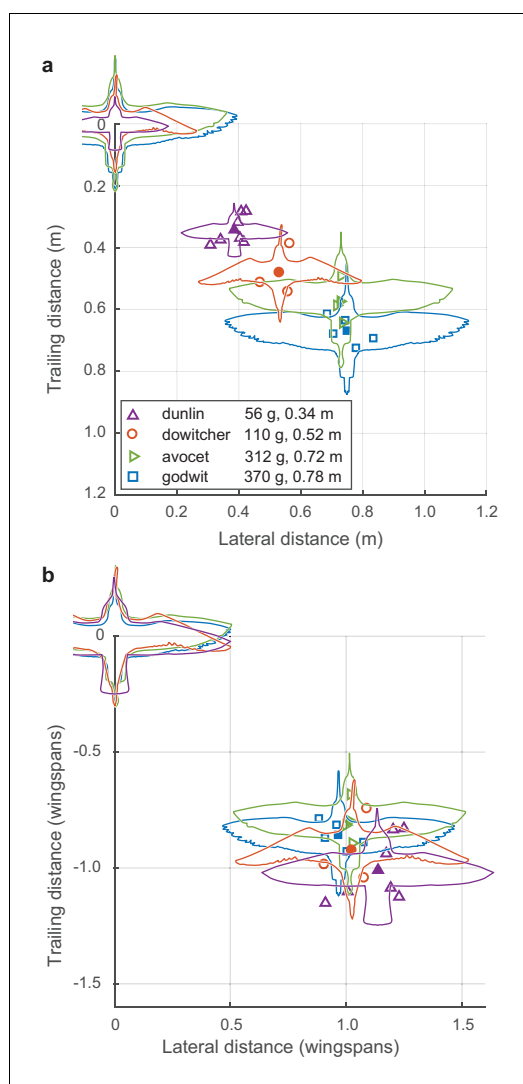 a
0
0.2
0.4
0.6
0.8
1.0
1.2
Trailing distance (m)
dunlin 56 g, 0.34 m
dowitcher 110 g, 0.52 m
avocet 312 g, 0.72 m
godwit 370 g, 0.78 m
0 0.2 0.4 0.6 0.8 1.0 1.2
Lateral distance (m)
b
0
-0.5
-1.0
-1.5
Trailing distance (wingspans)
0 0.5 1.0 1.5
Lateral distance (wingspans)